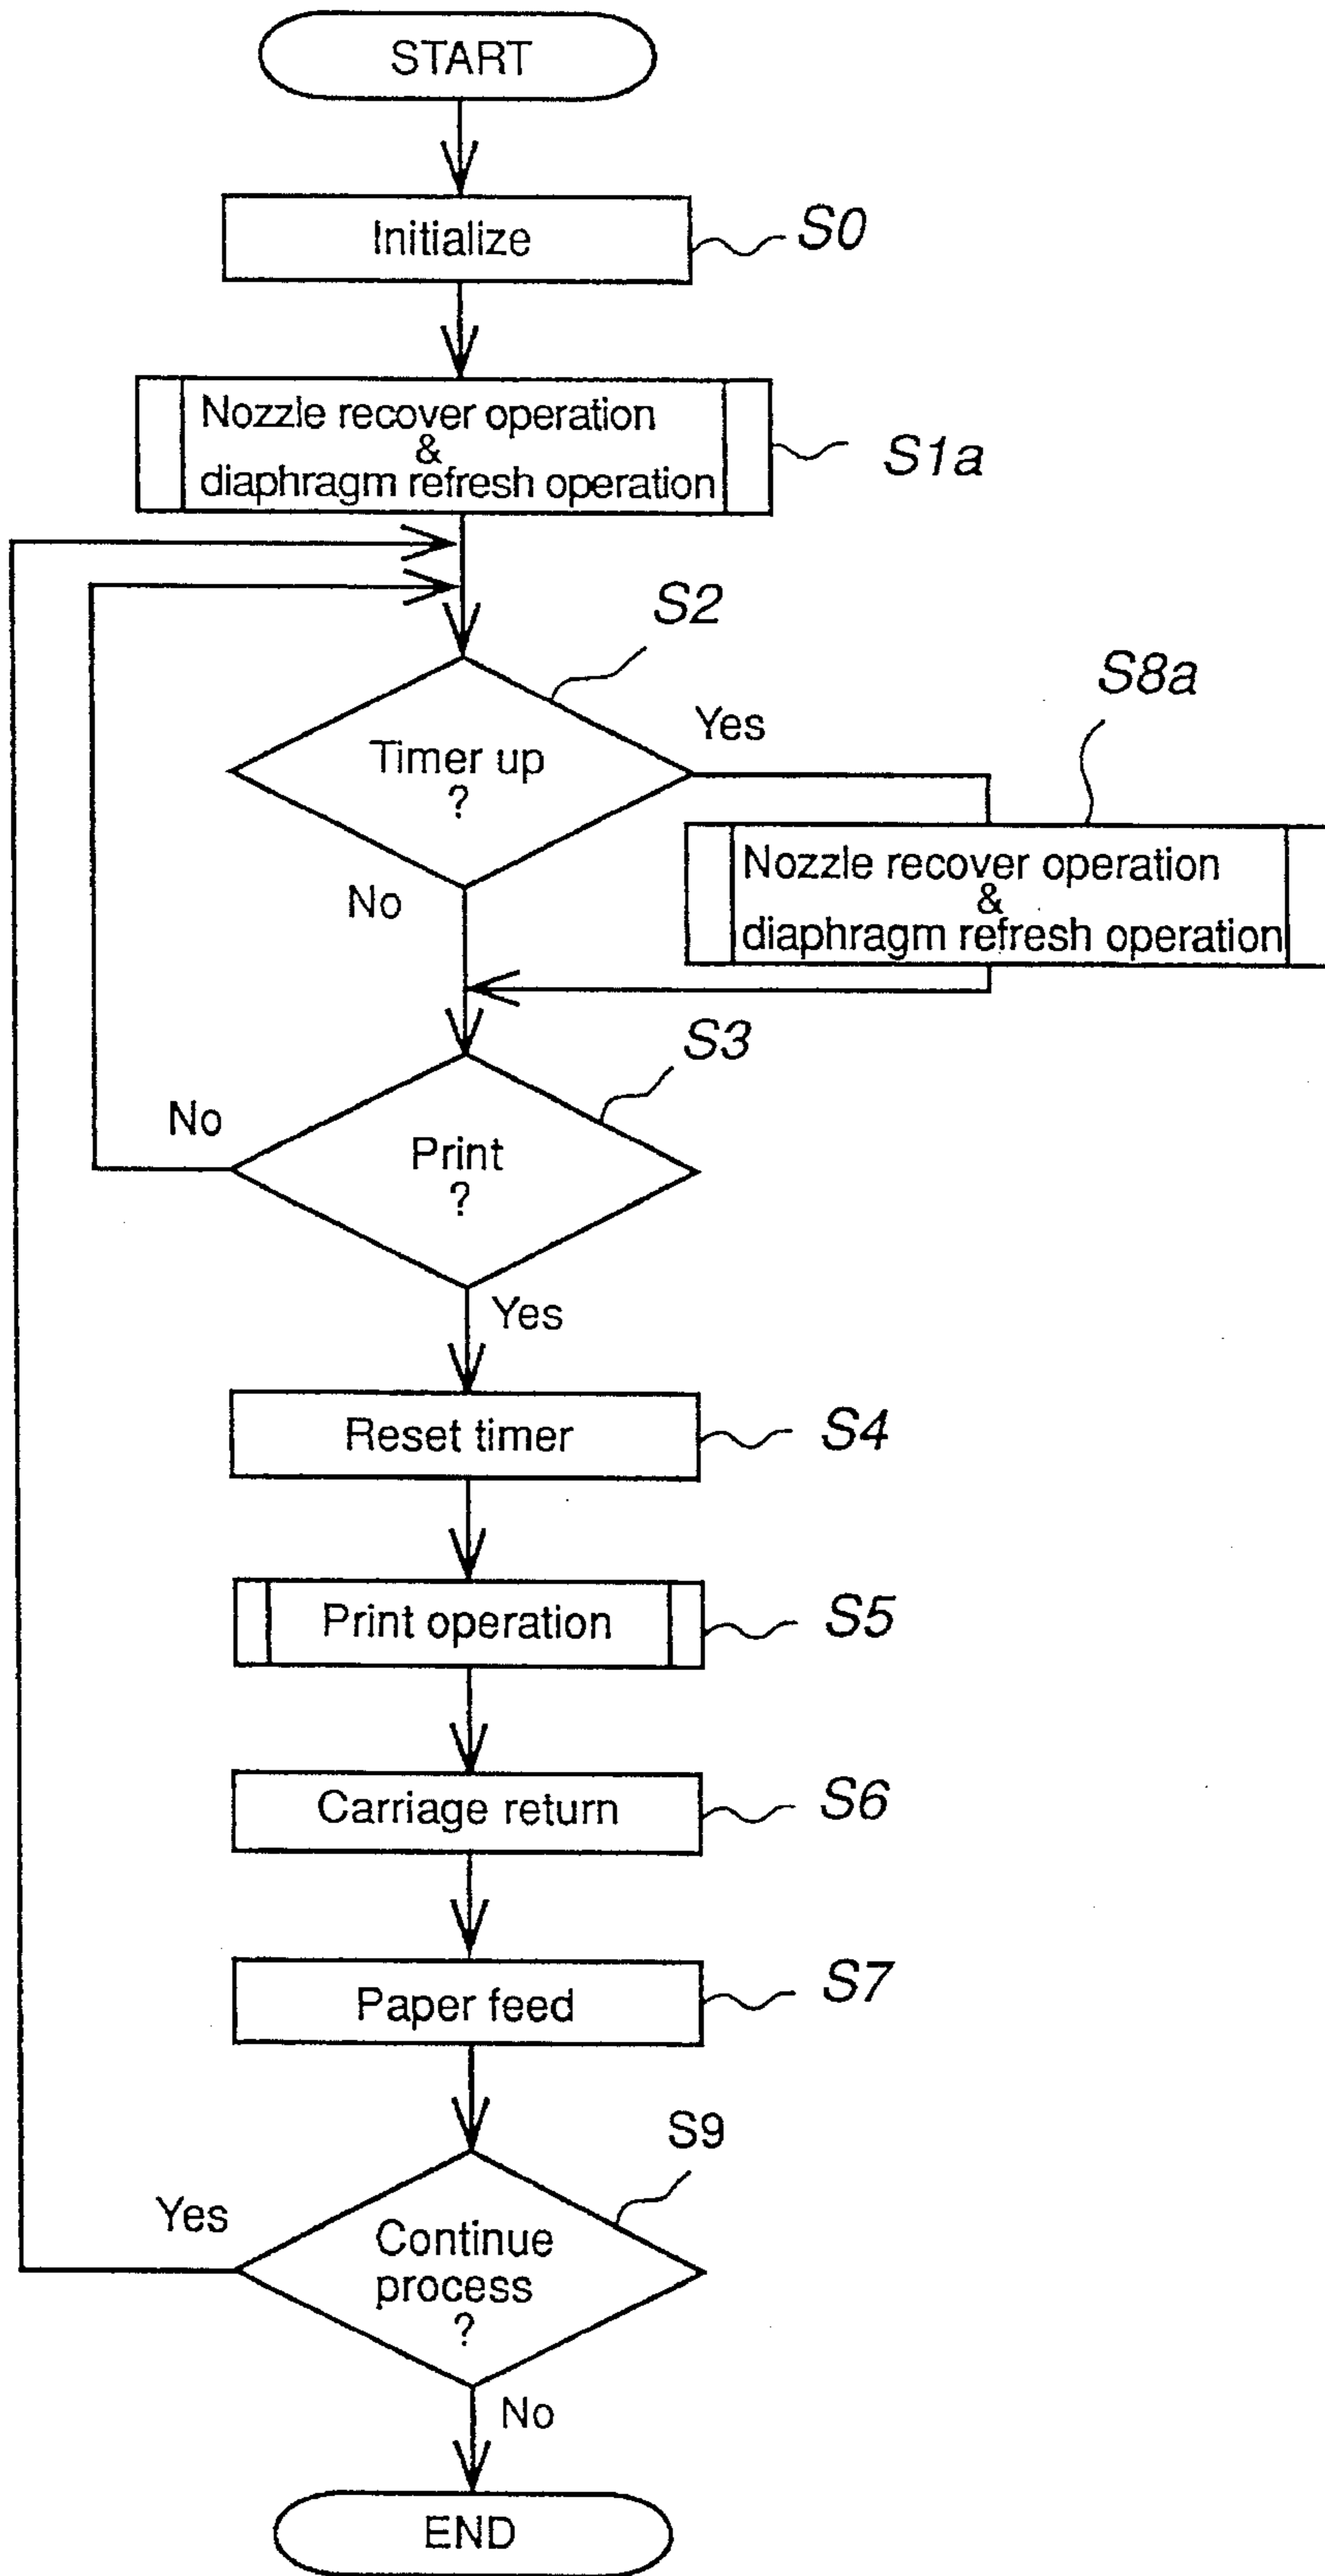 START
Initialize
S0
Nozzle recover operation
&
diaphragm refresh operation
S1a
S2
Timer up
?
Yes
No
S8a
Nozzle recover operation
&
diaphragm refresh operation
S3
Print
?
No
Yes
Reset timer
S4
Print operation
S5
Carriage return
S6
Paper feed
S7
S9
Continue
process
?
Yes
No
END